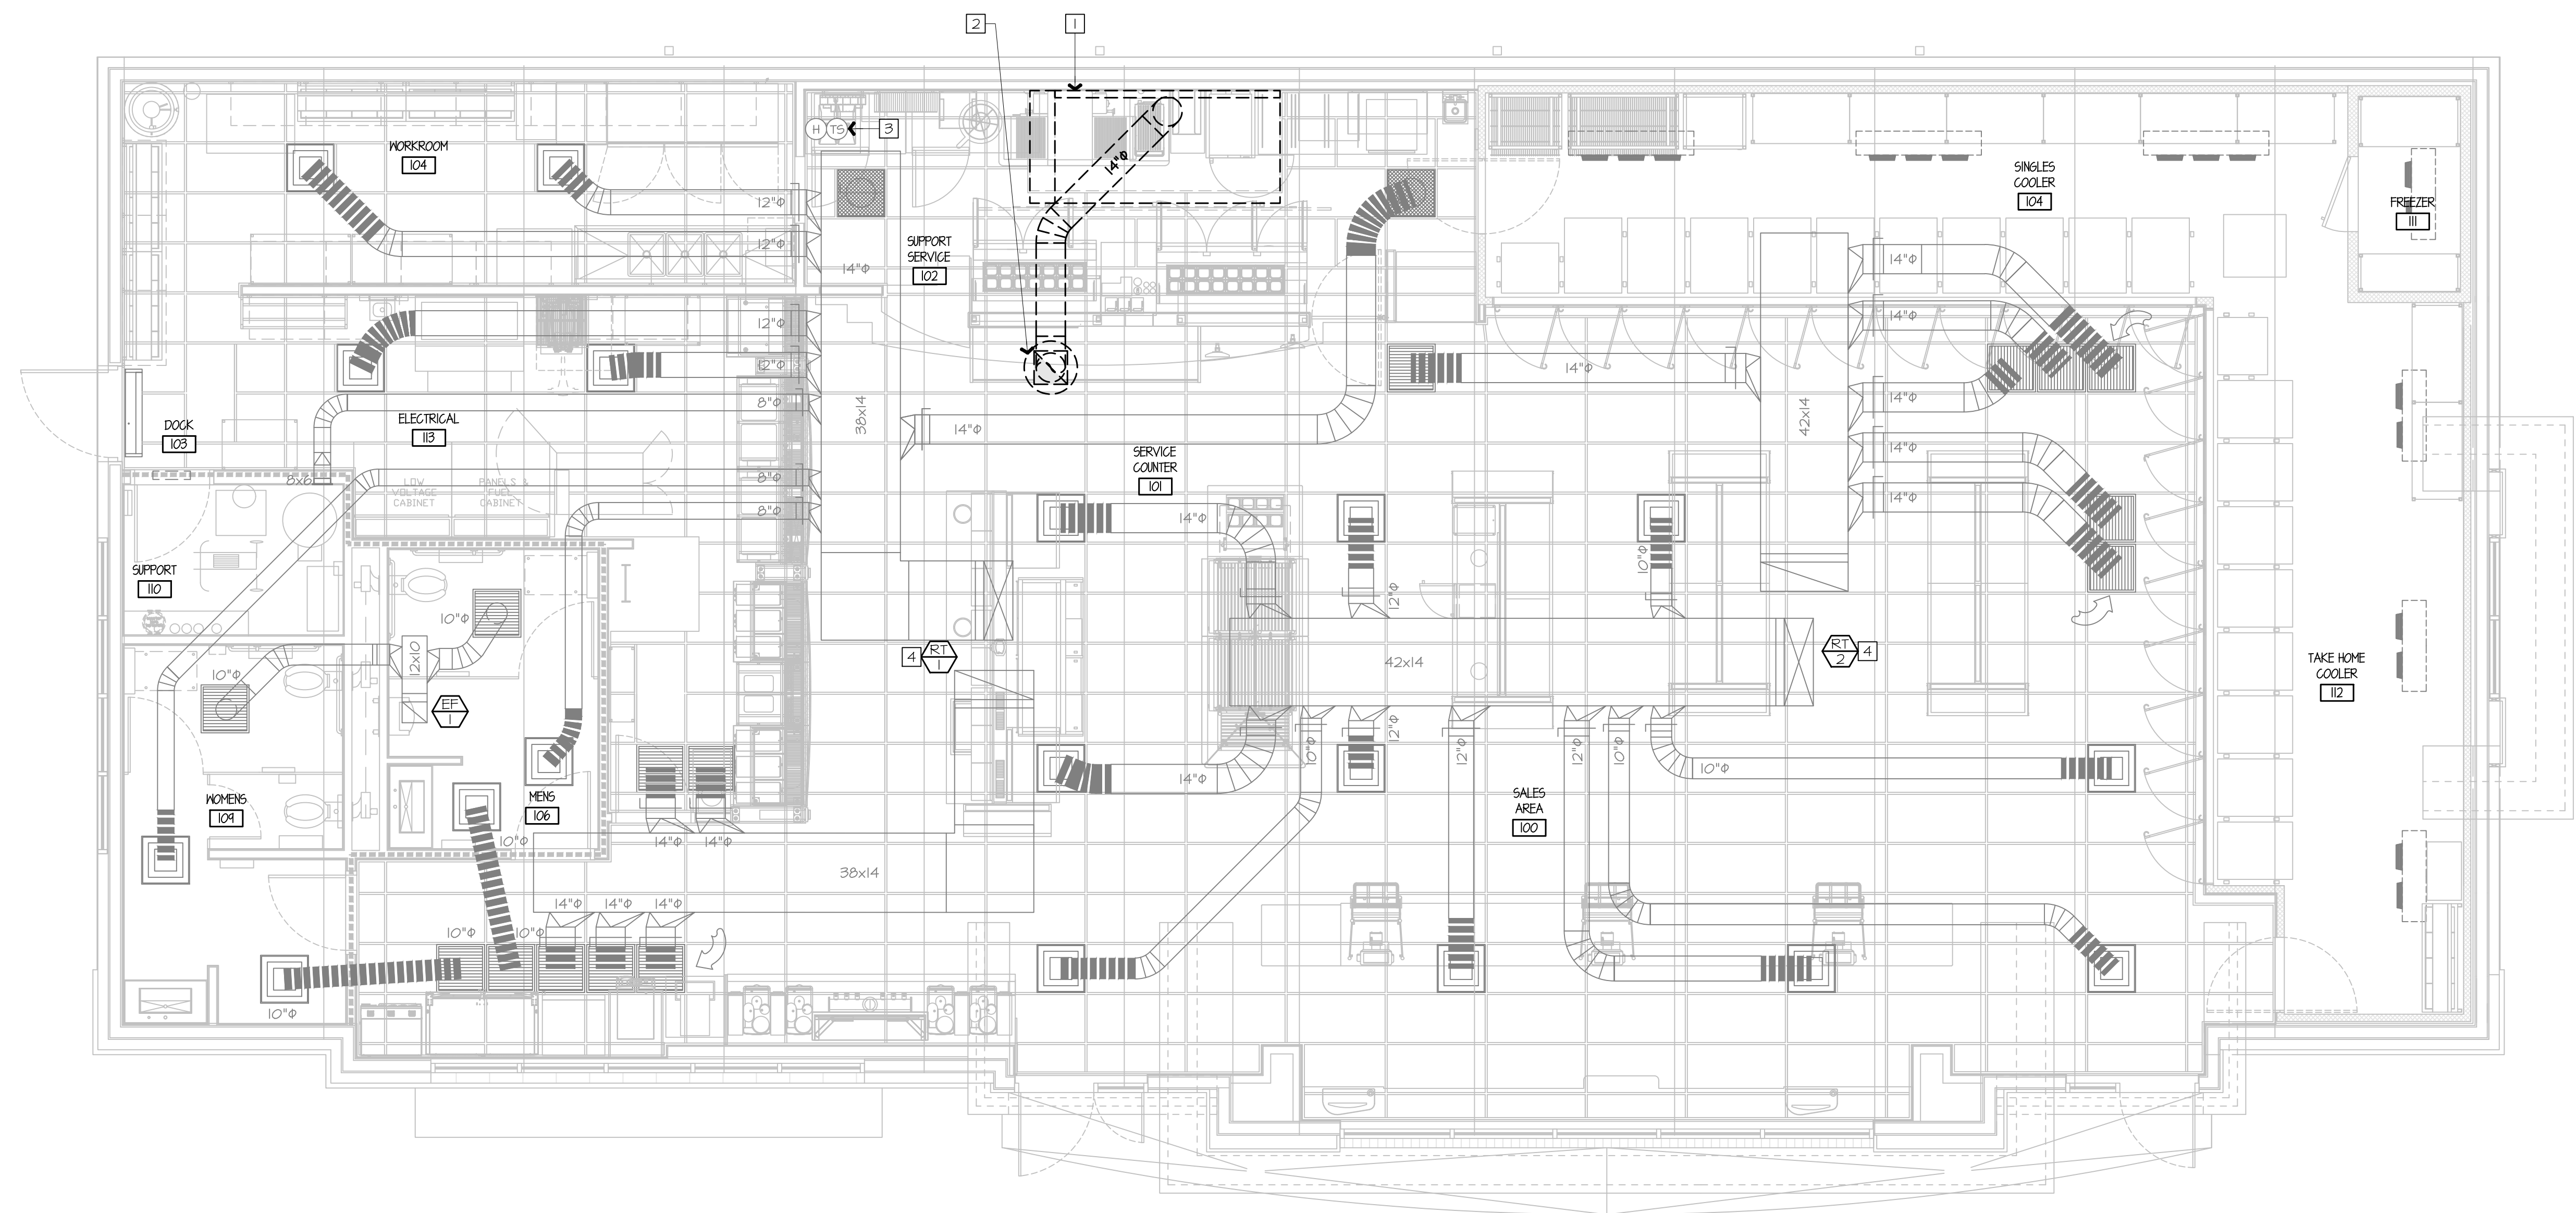 2
1
H
TS
3
WORKROOM
104
14"Φ
SINGLES
COOLER
104
FREEZER
111
12"Φ
12"Φ
SUPPORT
SERVICE
102
14"Φ
14"Φ
14"Φ
12"Φ
12"Φ
14"Φ
14"Φ
8"Φ
38x14
42x14
DOCK
103
ELECTRICAL
113
14"Φ
14"Φ
SERVICE
COUNTER
101
8x6
LOW
VOLTAGE
CABINET
PANELS &
FUEL
CABINET
8"Φ
14"Φ
8"Φ
14"Φ
10"Φ
SUPPORT
110
12"Φ
10"Φ
12x10
10"Φ
4
RT
1
42x14
RT
2
4
TAKE HOME
COOLER
112
EF
1
12"Φ
10"Φ
12"Φ
12"Φ
10"Φ
14"Φ
10"Φ
WOMENS
109
MENS
106
SALES
AREA
100
10"Φ
14"Φ
14"Φ
38x14
14"Φ
14"Φ
14"Φ
10"Φ
10"Φ
10"Φ